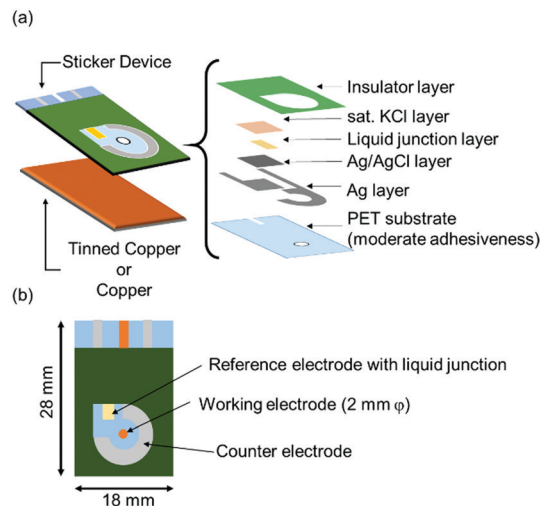 (a)
Sticker Device
Insulator layer
sat. KCl layer
Liquid junction layer
Ag/AgCl layer
Ag layer
PET substrate
(moderate adhesiveness)
Tinned Copper
or
Copper
(b)
28 mm
Reference electrode with liquid junction
Working electrode (2 mm φ)
Counter electrode
18 mm